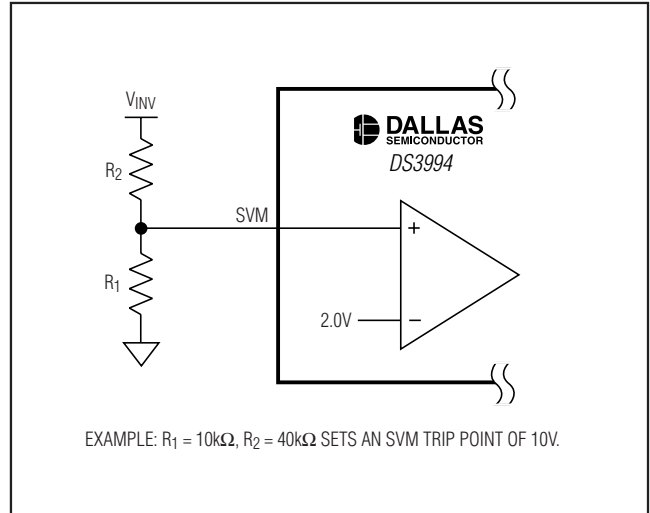 V_INV
DALLAS
SEMICONDUCTOR
DS3994
R₂
SVM
+
R₁
2.0V
−
EXAMPLE: R₁ = 10kΩ, R₂ = 40kΩ SETS AN SVM TRIP POINT OF 10V.